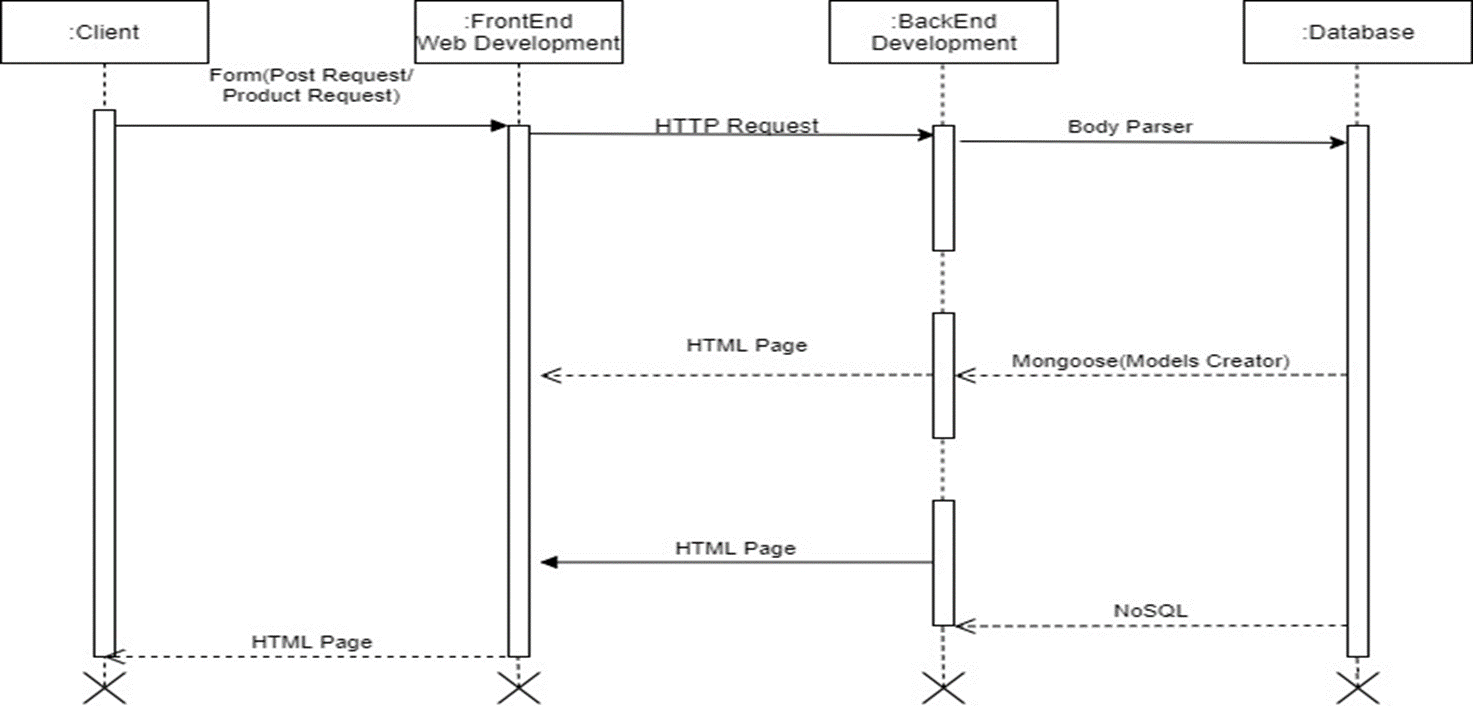 :Client
:FrontEnd
Web Development
:BackEnd
Development
:Database
Form(Post Request/
Product Request)
HTTP Request
Body Parser
HTML Page
Mongoose(Models Creator)
HTML Page
NoSQL
HTML Page